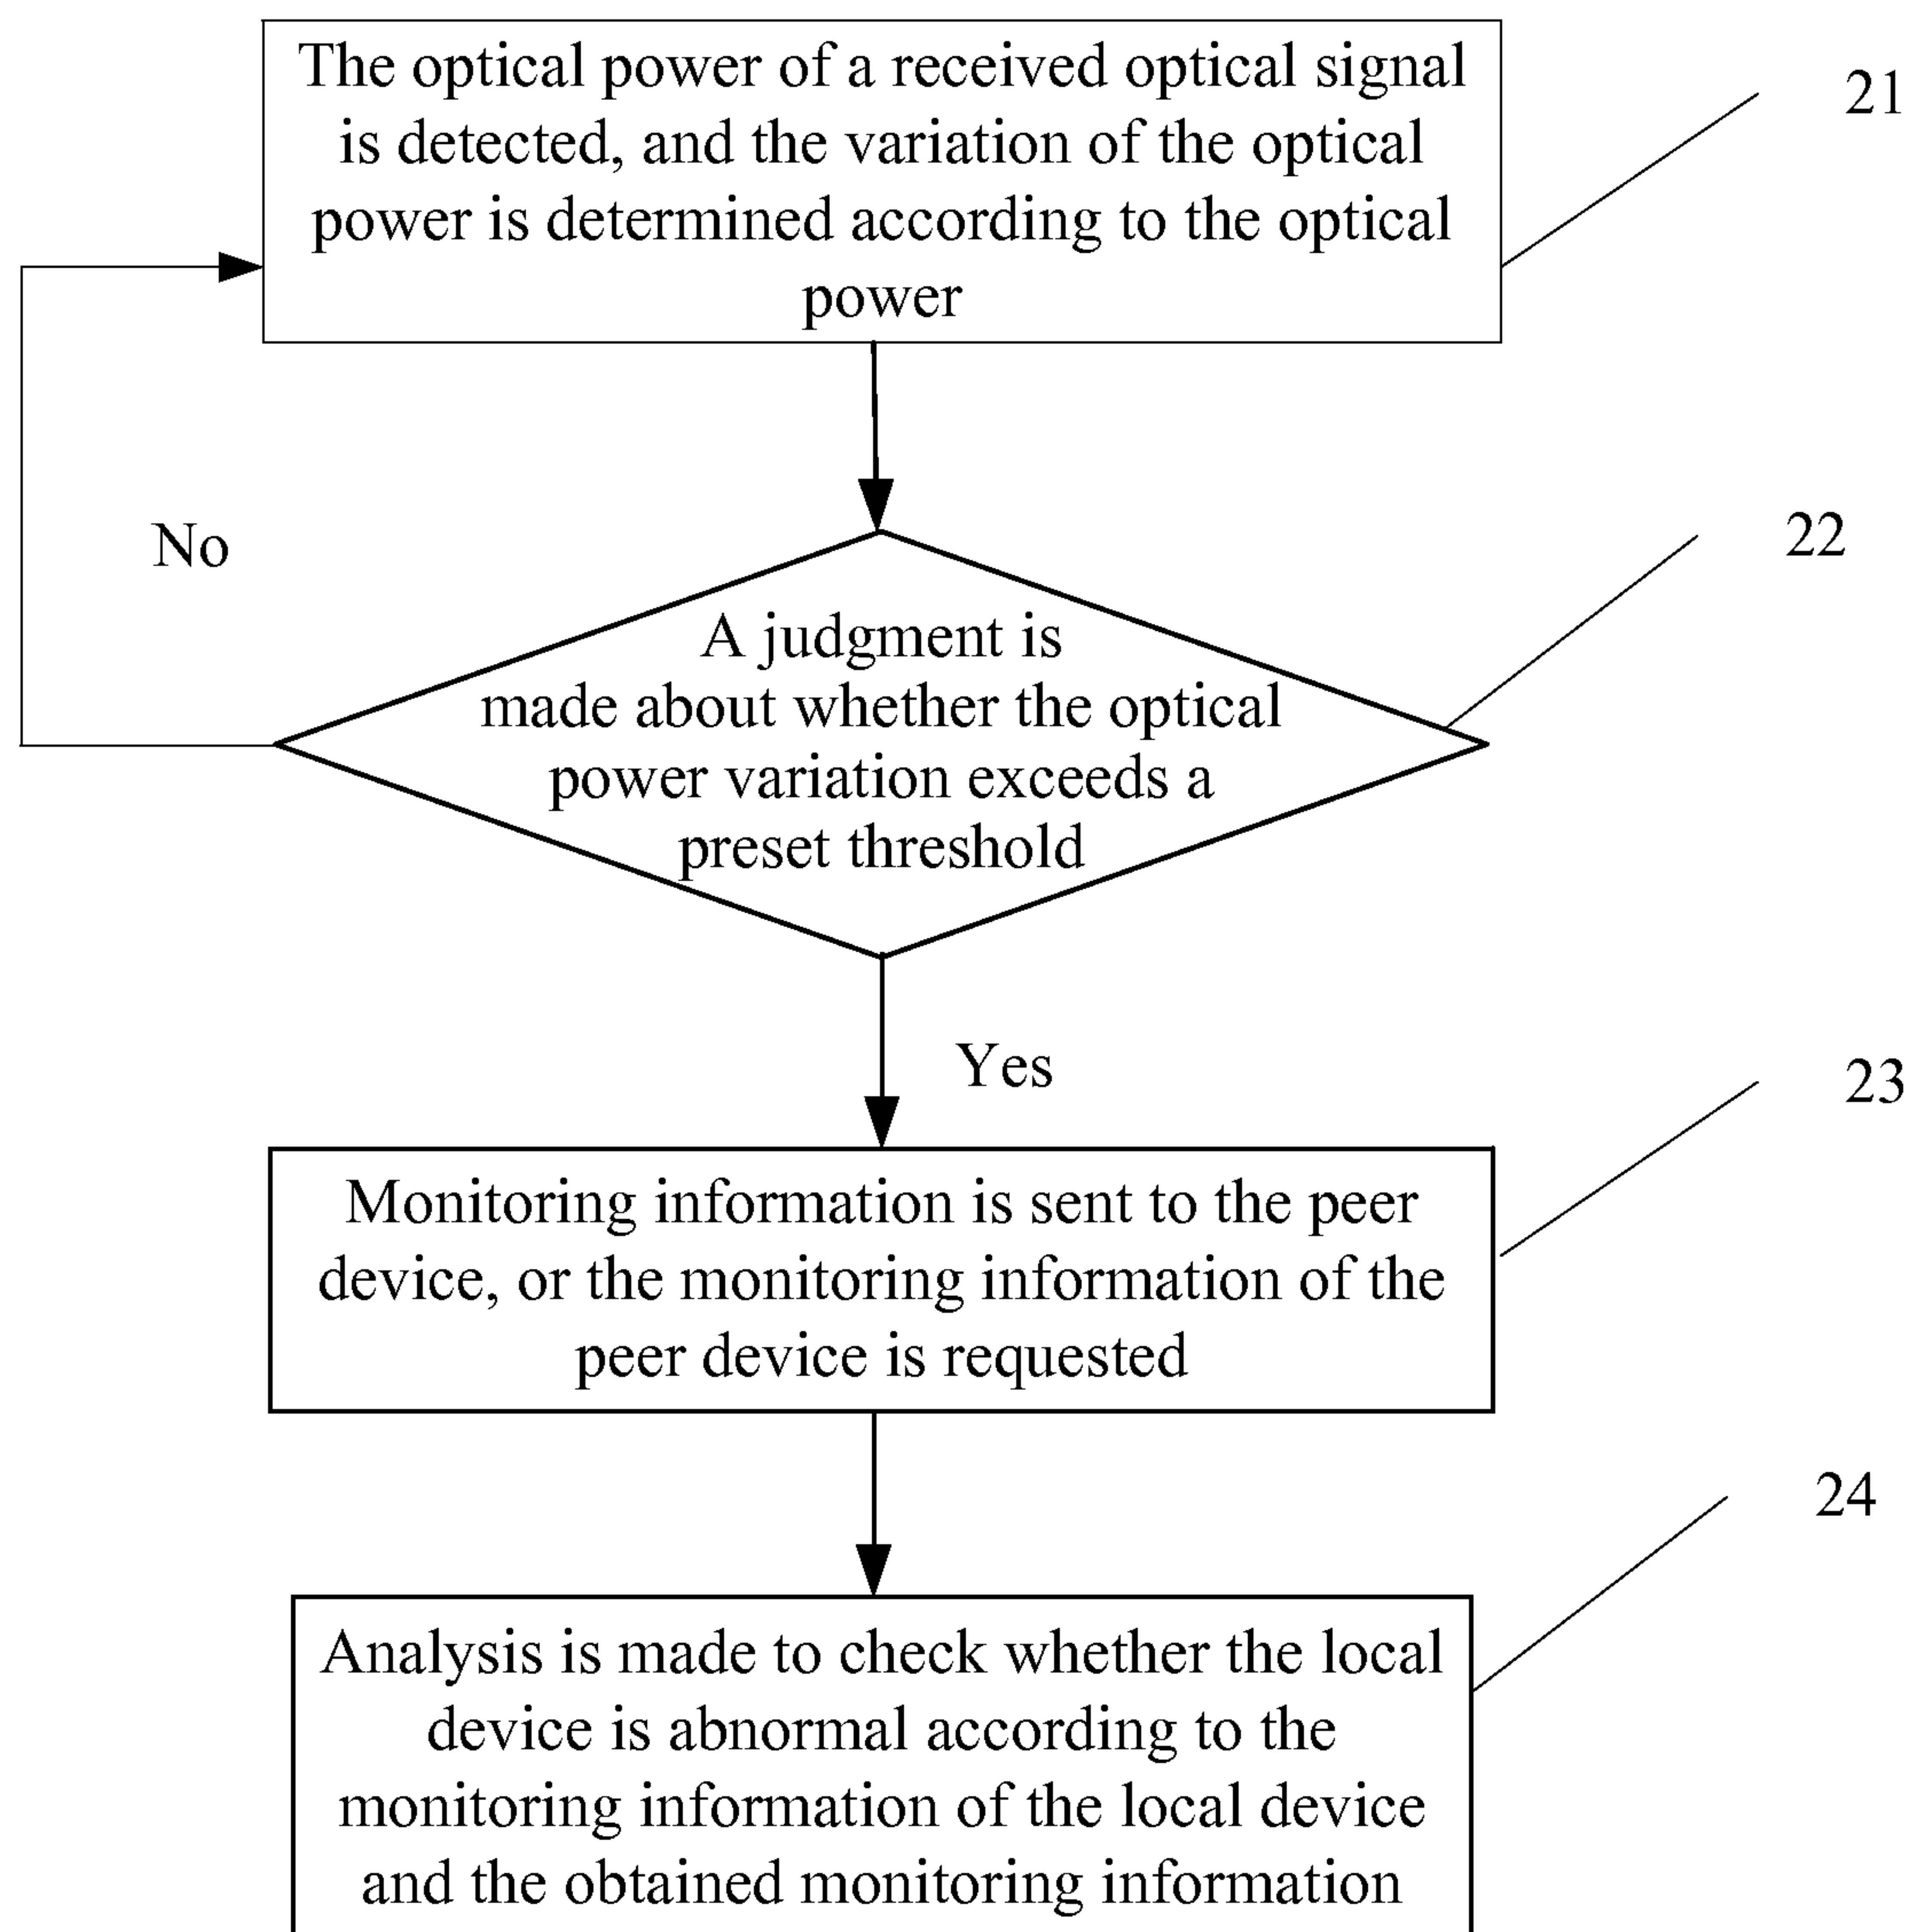 The optical power of a received optical signal
is detected, and the variation of the optical
power is determined according to the optical
power
21
No
22
A judgment is
made about whether the optical
power variation exceeds a
preset threshold
Yes
23
Monitoring information is sent to the peer
device, or the monitoring information of the
peer device is requested
24
Analysis is made to check whether the local
device is abnormal according to the
monitoring information of the local device
and the obtained monitoring information